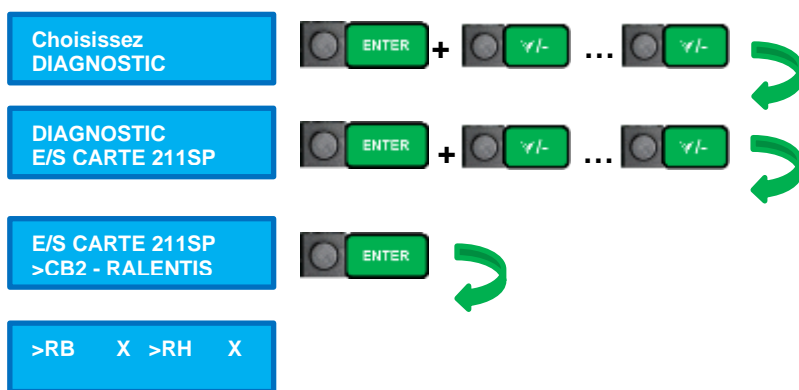 Choisissez
DIAGNOSTIC
ENTER + ∀/- ... ∀/-
DIAGNOSTIC
E/S CARTE 211SP
ENTER + ∀/- ... ∀/-
E/S CARTE 211SP
>CB2 - RALENTIS
ENTER
>RB X >RH X